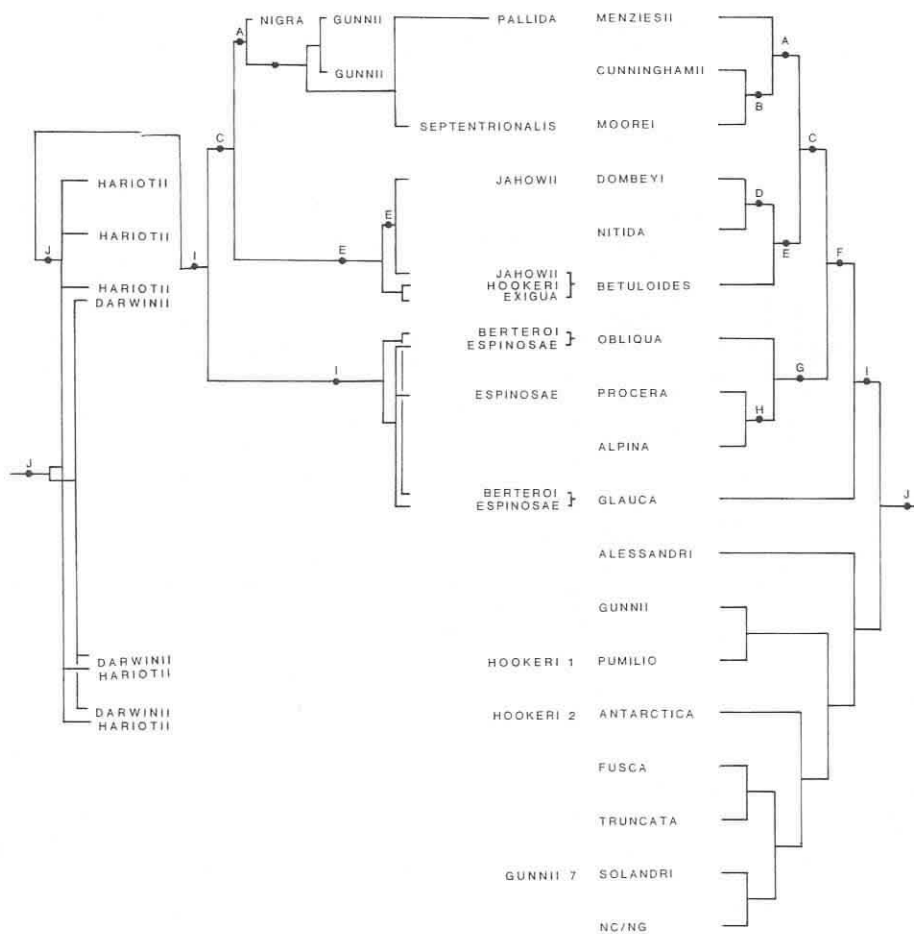 A
NIGRA
GUNNII
PALLIDA
MENZIESII
A
GUNNII
CUNNINGHAMII
B
C
SEPTENTRIONALIS
MOOREI
C
HARIOTII
JAHOWII
DOMBEYI
D
E
HARIOTII
NITIDA
J
I
E
E
F
HARIOTII
DARWINII
JAHOWII
HOOKERI
EXIGUA
BETULOIDES
BERTEROI
ESPINOSAE
OBLIQUA
I
G
I
ESPINOSAE
PROCERA
H
ALPINA
J
BERTEROI
ESPINOSAE
GLAUCA
J
ALESSANDRI
GUNNII
DARWINII
HARIOTII
HOOKERI 1
PUMILIO
DARWINII
HARIOTII
HOOKERI 2
ANTARCTICA
FUSCA
TRUNCATA
GUNNII 7
SOLANDRI
NC/NG